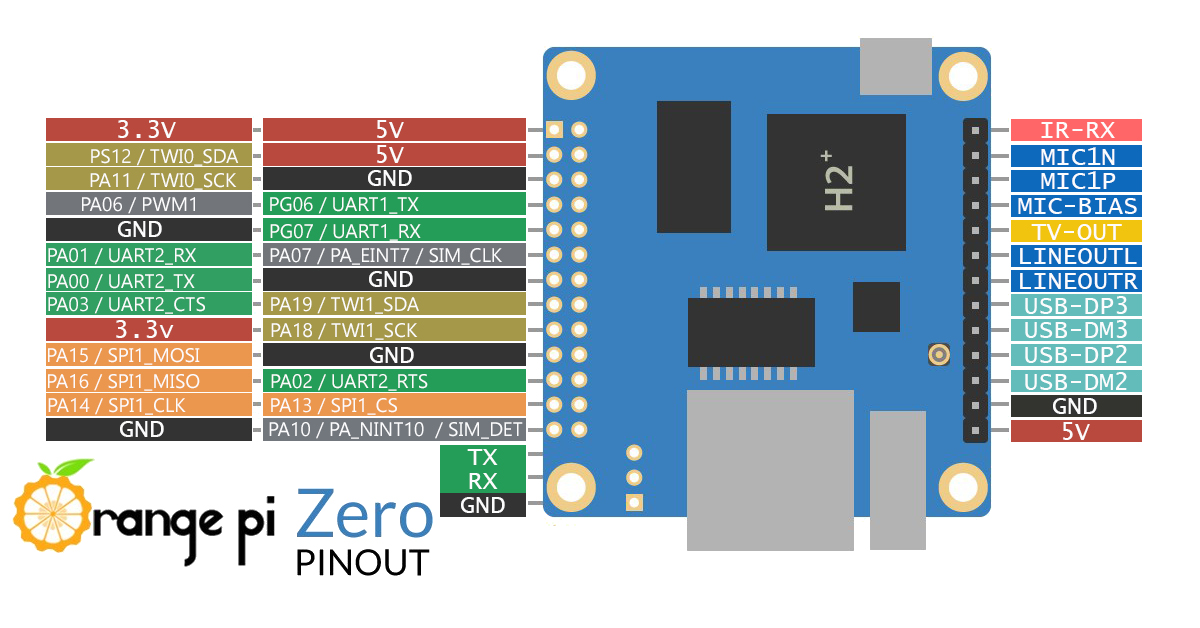 3.3V 5V IR-RX
PS12 / TWI0_SDA 5V MIC1N
PA11 / TWI0_SCK GND MIC1P
PA06 / PWM1 PG06 / UART1_TX MIC-BIAS
GND PG07 / UART1_RX TV-OUT
PA01 / UART2_RX PA07 / PA_EINT7 / SIM_CLK LINEOUTL
PA00 / UART2_TX GND LINEOUTR
PA03 / UART2_CTS PA19 / TWI1_SDA USB-DP3
3.3v PA18 / TWI1_SCK USB-DM3
PA15 / SPI1_MOSI GND USB-DP2
PA16 / SPI1_MISO PA02 / UART2_RTS USB-DM2
PA14 / SPI1_CLK PA13 / SPI1_CS GND
GND PA10 / PA_NINT10 / SIM_DET 5V
TX
RX
GND
H2+
Orange pi Zero
PINOUT